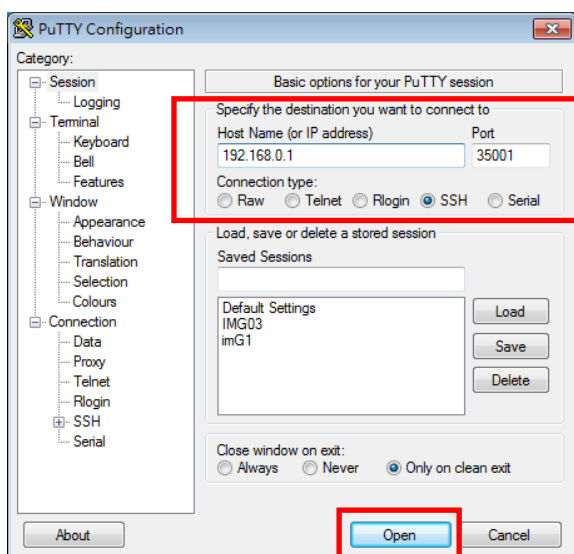 PuTTY Configuration
Category:
Session
Logging
Terminal
Keyboard
Bell
Features
Window
Appearance
Behaviour
Translation
Selection
Colours
Connection
Data
Proxy
Telnet
Rlogin
SSH
Serial
Basic options for your PuTTY session
Specify the destination you want to connect to
Host Name (or IP address) Port
192.168.0.1 35001
Connection type:
Raw Telnet Rlogin SSH Serial
Load, save or delete a stored session
Saved Sessions
Default Settings
IMG03
imG1
Load
Save
Delete
Close window on exit:
Always Never Only on clean exit
About Open Cancel